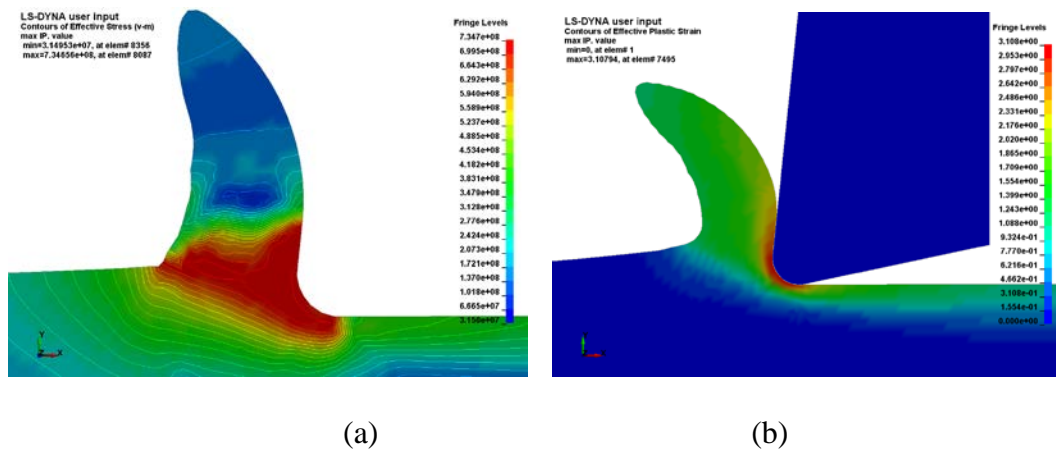 LS-DYNA user input
Contours of Effective Stress (v-m)
max IP. value
min=3.14953e+07, at elem# 8356
max=7.34656e+08, at elem# 8087
Fringe Levels
7.347e+08
6.995e+08
6.643e+08
6.292e+08
5.940e+08
5.589e+08
5.237e+08
4.885e+08
4.534e+08
4.182e+08
3.831e+08
3.479e+08
3.128e+08
2.776e+08
2.424e+08
2.073e+08
1.721e+08
1.370e+08
1.018e+08
6.665e+07
3.150e+07
Y
Z
X
(a)
LS-DYNA user input
Contours of Effective Plastic Strain
max IP. value
min=0, at elem# 1
max=3.10794, at elem# 7495
Fringe Levels
3.108e+00
2.953e+00
2.797e+00
2.642e+00
2.486e+00
2.331e+00
2.176e+00
2.020e+00
1.865e+00
1.709e+00
1.554e+00
1.399e+00
1.243e+00
1.088e+00
9.324e-01
7.770e-01
6.216e-01
4.662e-01
3.108e-01
1.554e-01
0.000e+00
X
(b)